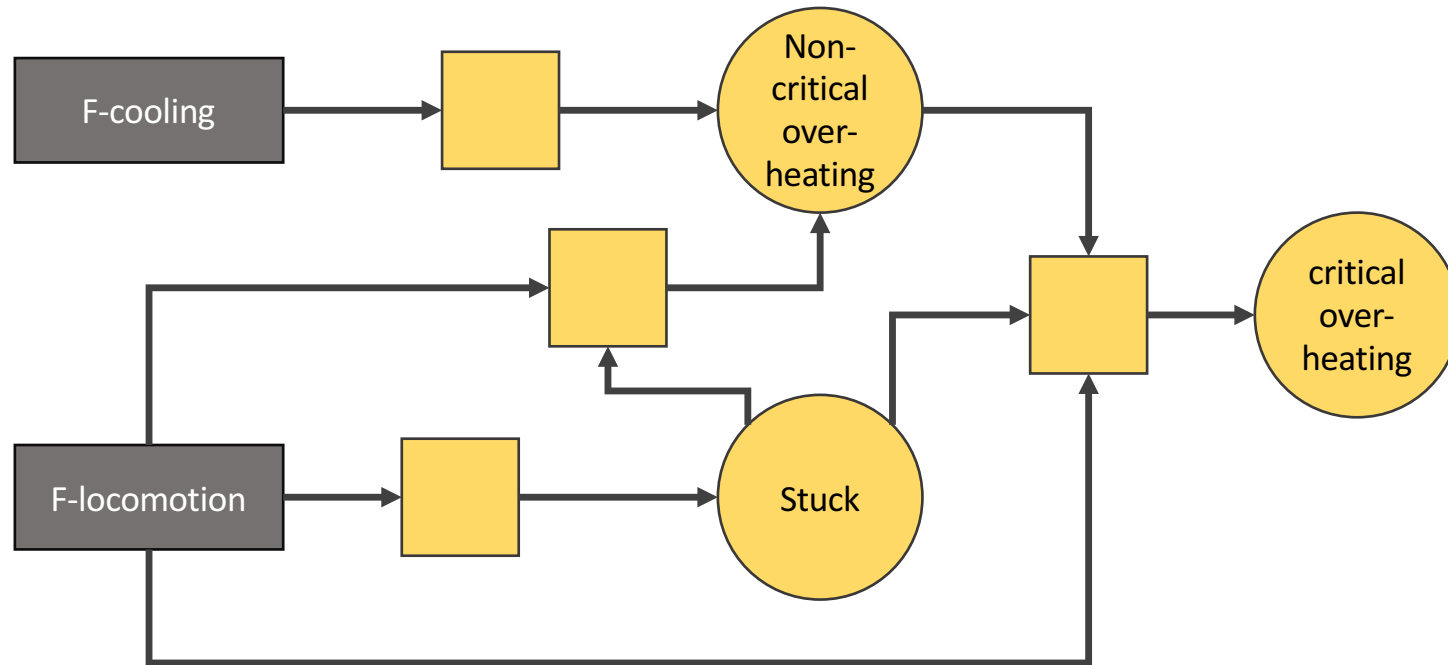 F-cooling
Non-
critical
over-
heating
critical
over-
heating
F-locomotion
Stuck